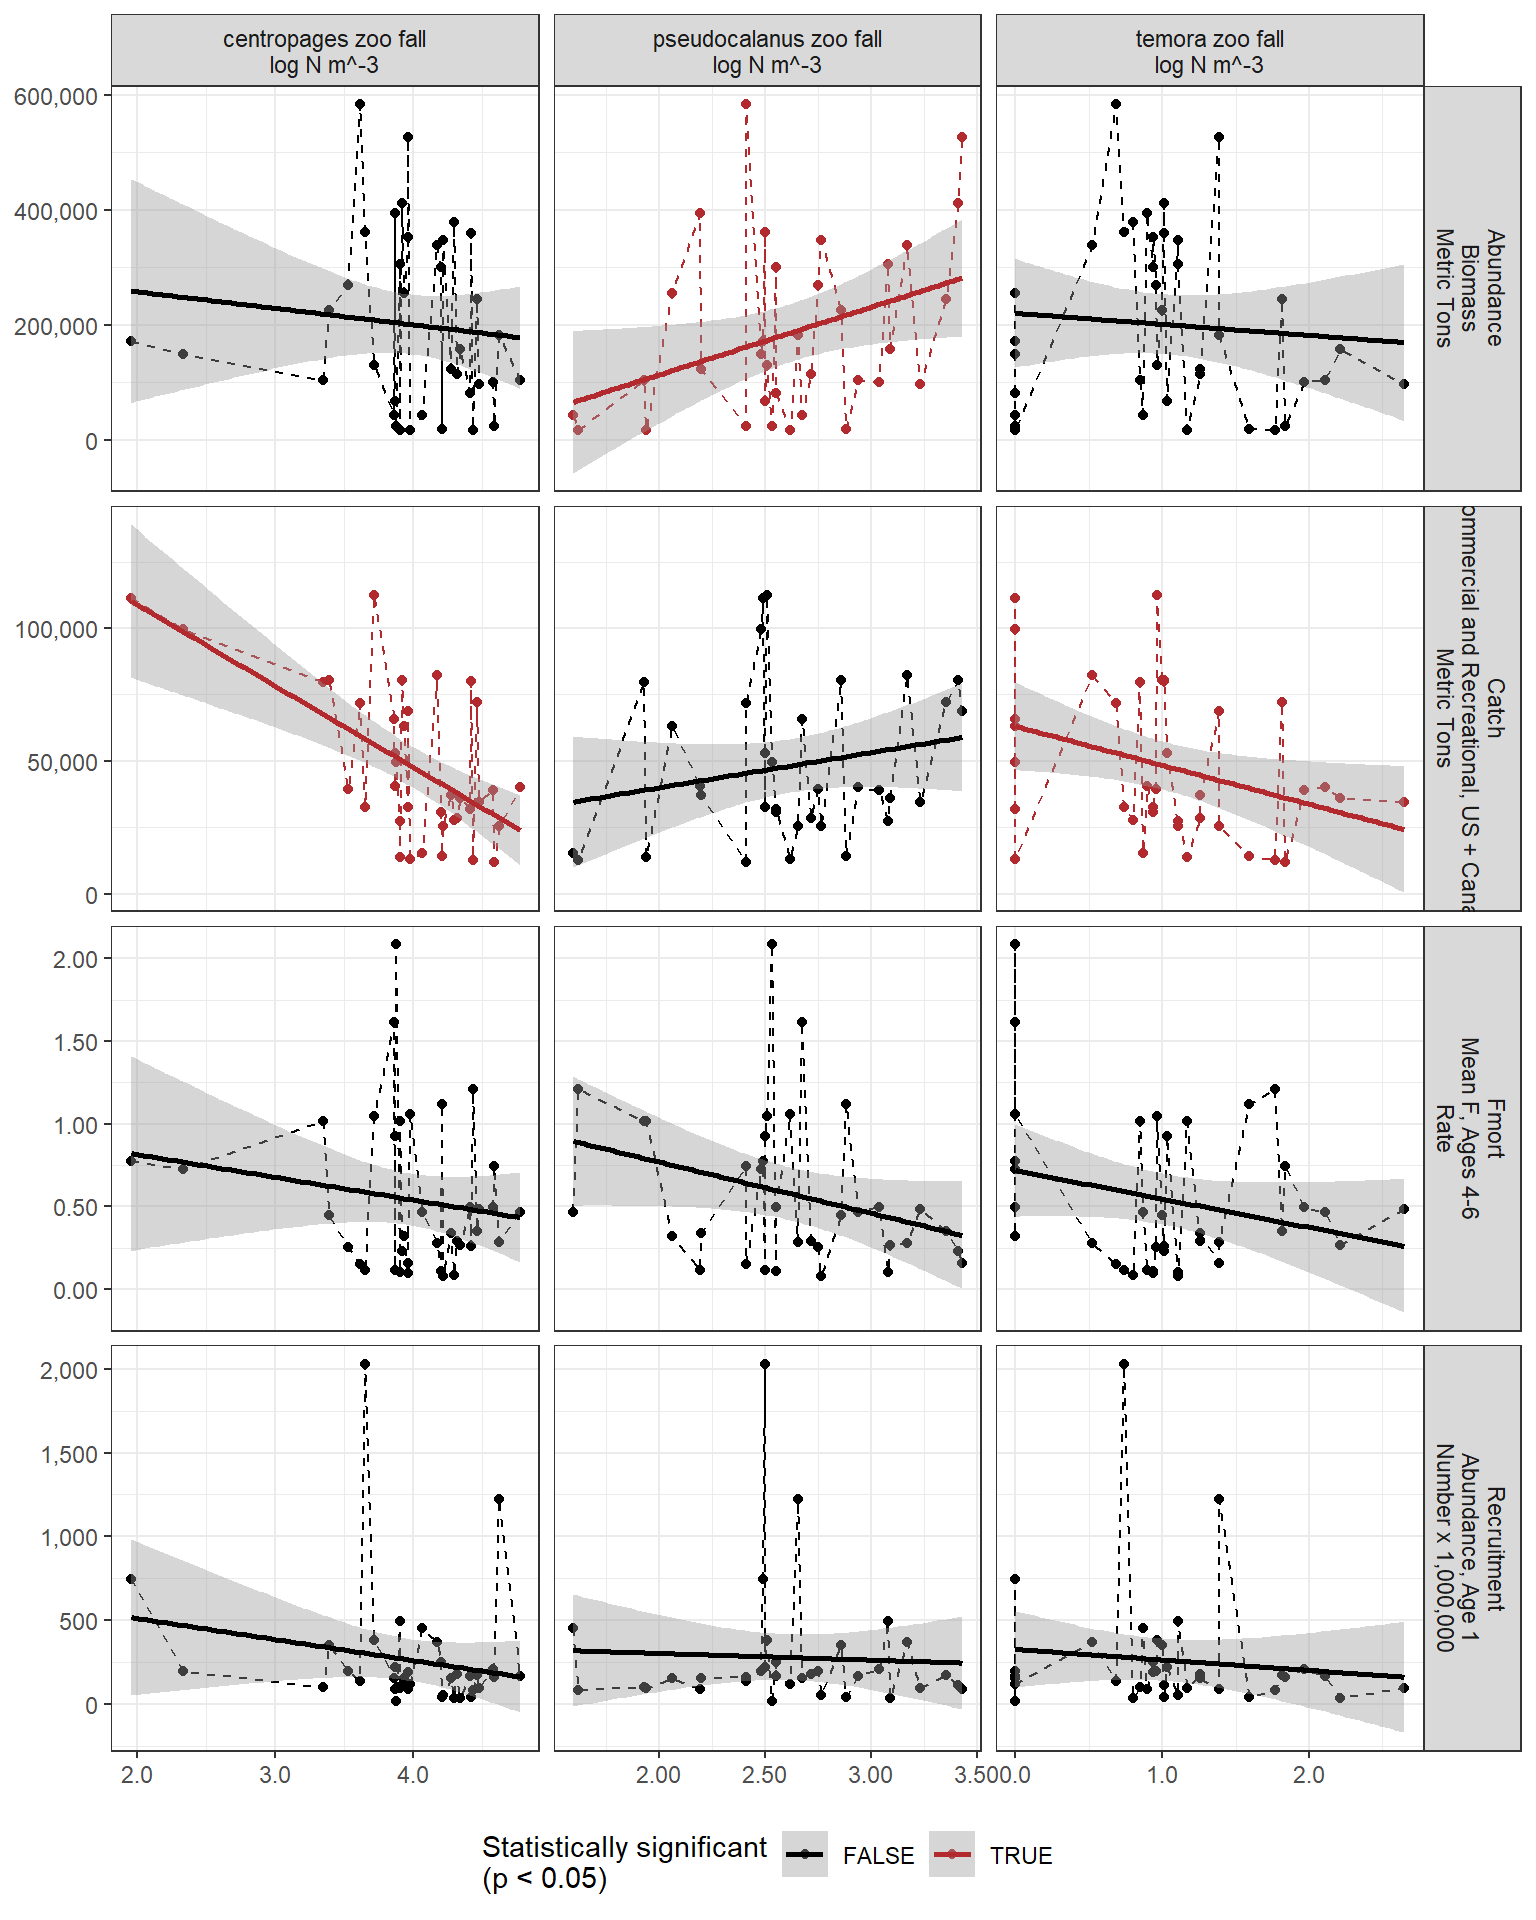 centropages zoo fall
log N m^-3
pseudocalanus zoo fall
log N m^-3
temora zoo fall
log N m^-3
600,000
400,000
200,000
0
Abundance
Biomass
Metric Tons
100,000
50,000
0
Catch
ommercial and Recreational, US + Cana
Metric Tons
2.00
1.50
1.00
0.50
0.00
Fmort
Mean F, Ages 4-6
Rate
2,000
1,500
1,000
500
0
Recruitment
Abundance, Age 1
Number x 1,000,000
2.0 3.0 4.0
2.00 2.50 3.00 3.50
0.0 1.0 2.0
Statistically significant
(p < 0.05)
FALSE TRUE